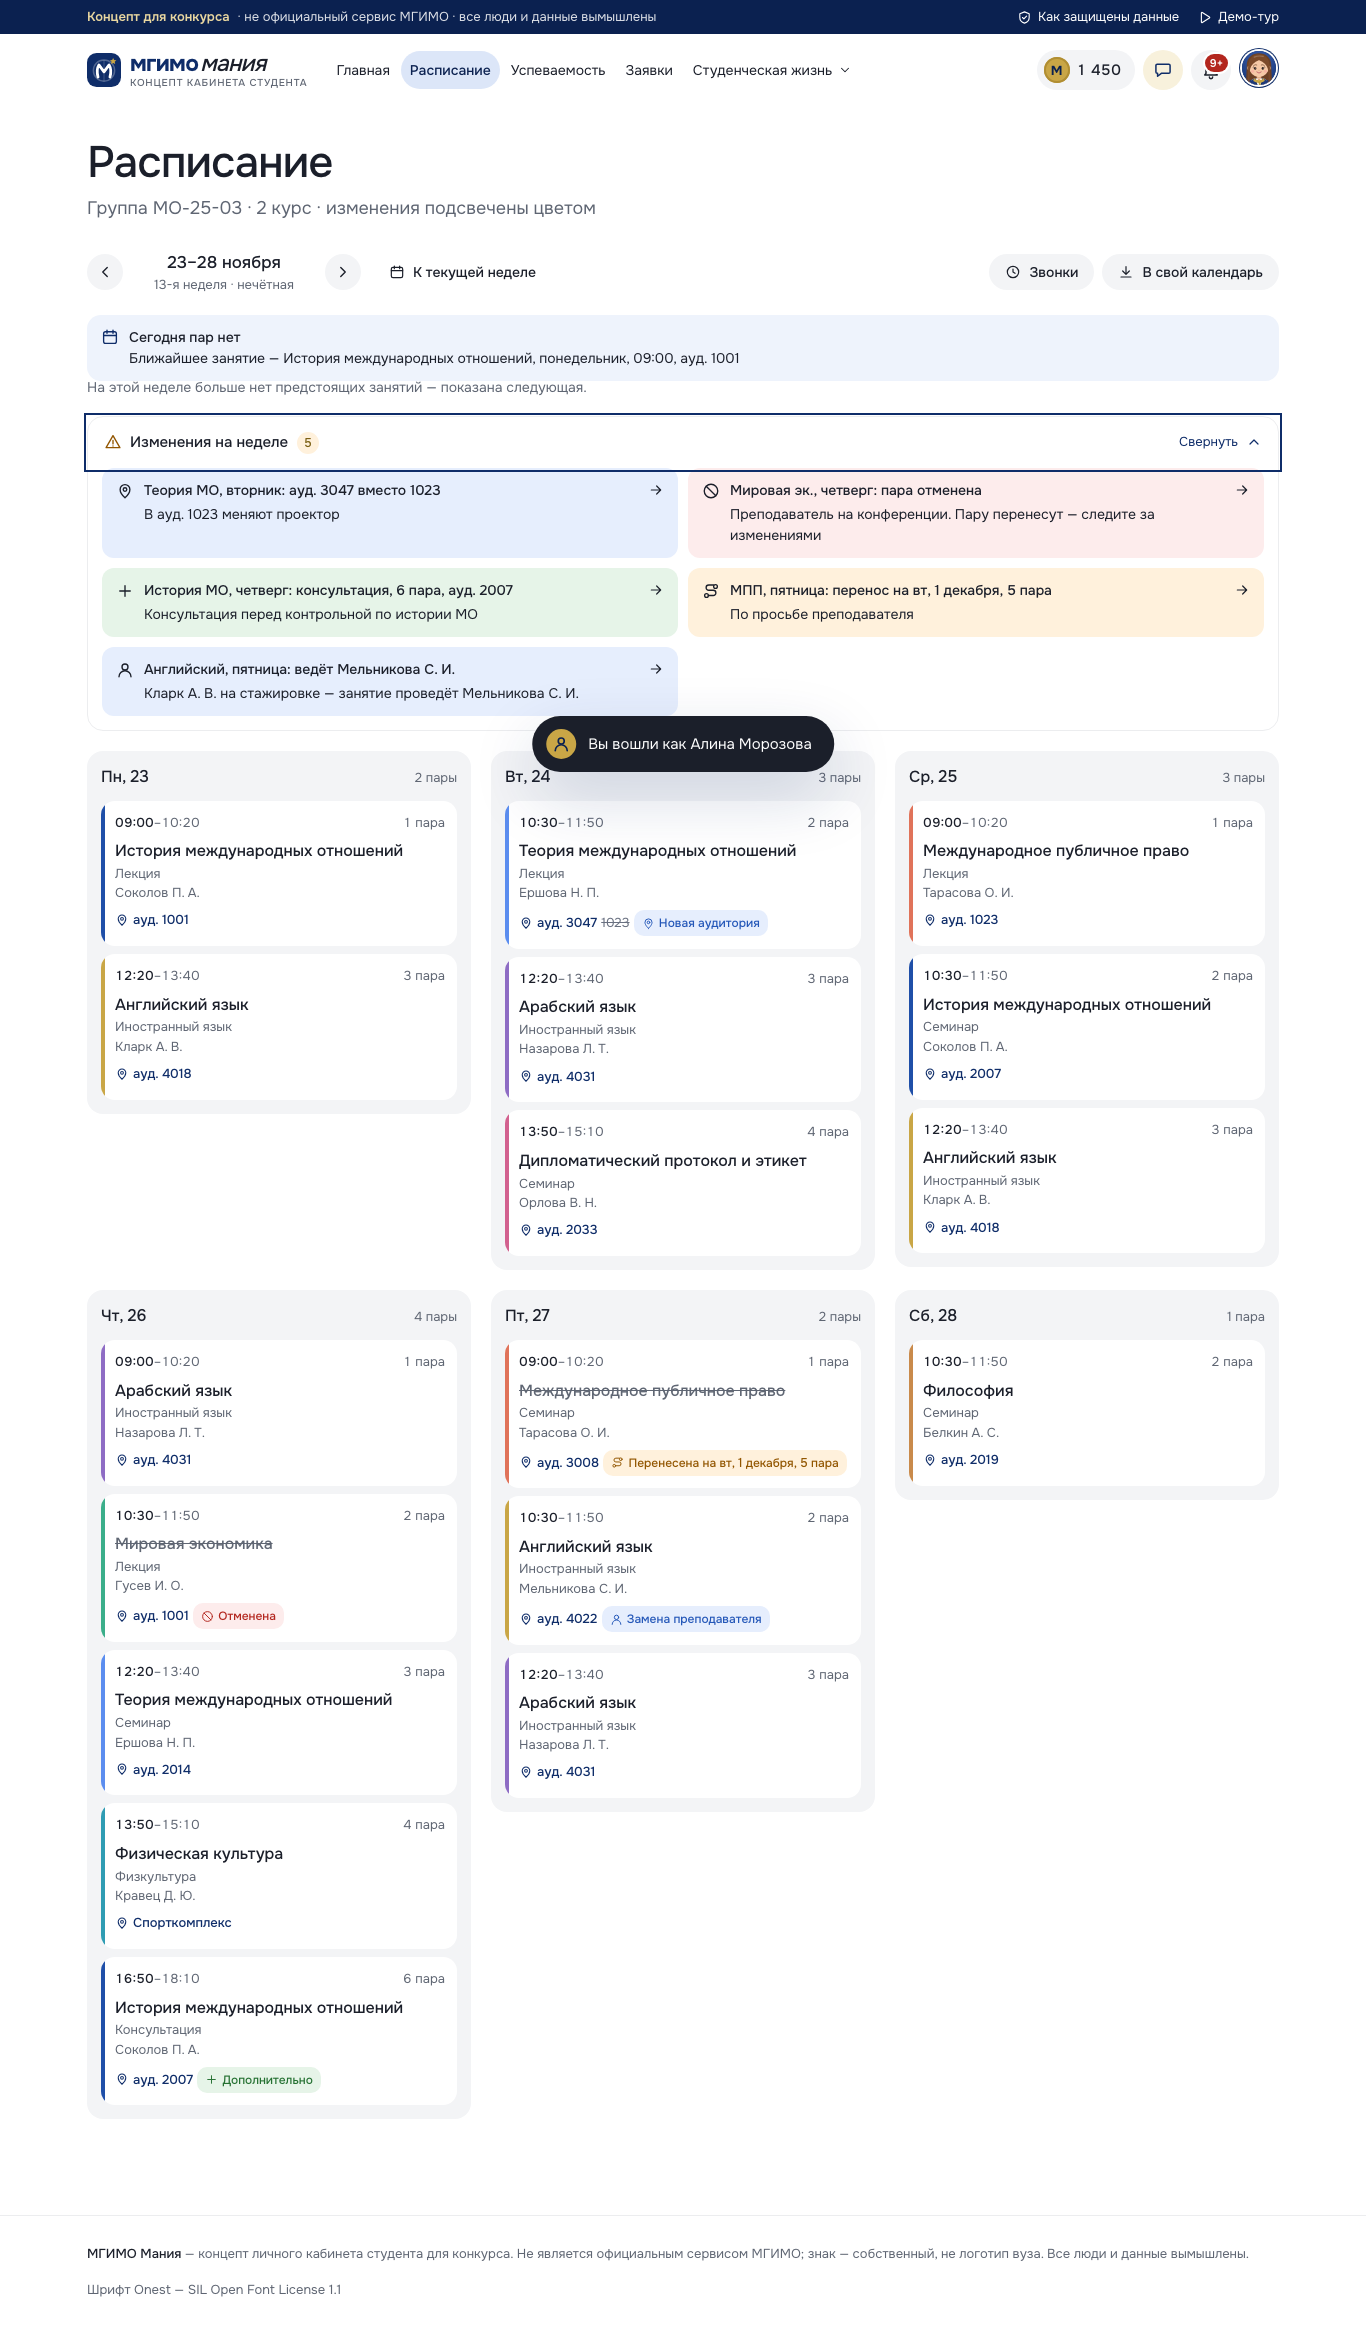 Концепт для конкурса · не официальный сервис МГИМО · все люди и данные вымышлены
Как защищены данные
Демо-тур
М
МГИМО Мания
КОНЦЕПТ КАБИНЕТА СТУДЕНТА
Главная
Расписание
Успеваемость
Заявки
Студенческая жизнь
М 1 450
9+
Расписание
Группа МО-25-03 · 2 курс · изменения подсвечены цветом
23–28 ноября
13-я неделя · нечётная
К текущей неделе
Звонки
В свой календарь
Сегодня пар нет
Ближайшее занятие — История международных отношений, понедельник, 09:00, ауд. 1001
На этой неделе больше нет предстоящих занятий — показана следующая.
Изменения на неделе 5
Свернуть
Теория МО, вторник: ауд. 3047 вместо 1023
В ауд. 1023 меняют проектор
Мировая эк., четверг: пара отменена
Преподаватель на конференции. Пару перенесут — следите за
изменениями
История МО, четверг: консультация, 6 пара, ауд. 2007
Консультация перед контрольной по истории МО
МПП, пятница: перенос на вт, 1 декабря, 5 пара
По просьбе преподавателя
Английский, пятница: ведёт Мельникова С. И.
Кларк А. В. на стажировке — занятие проведёт Мельникова С. И.
Вы вошли как Алина Морозова
Пн, 23
2 пары
09:00–10:20
1 пара
История международных отношений
Лекция
Соколов П. А.
ауд. 1001
12:20–13:40
3 пара
Английский язык
Иностранный язык
Кларк А. В.
ауд. 4018
Вт, 24
3 пары
10:30–11:50
2 пара
Теория международных отношений
Лекция
Ершова Н. П.
ауд. 3047 1023 Новая аудитория
12:20–13:40
3 пара
Арабский язык
Иностранный язык
Назарова Л. Т.
ауд. 4031
13:50–15:10
4 пара
Дипломатический протокол и этикет
Семинар
Орлова В. Н.
ауд. 2033
Ср, 25
3 пары
09:00–10:20
1 пара
Международное публичное право
Лекция
Тарасова О. И.
ауд. 1023
10:30–11:50
2 пара
История международных отношений
Семинар
Соколов П. А.
ауд. 2007
12:20–13:40
3 пара
Английский язык
Иностранный язык
Кларк А. В.
ауд. 4018
Чт, 26
4 пары
09:00–10:20
1 пара
Арабский язык
Иностранный язык
Назарова Л. Т.
ауд. 4031
10:30–11:50
2 пара
Мировая экономика
Лекция
Гусев И. О.
ауд. 1001 Отменена
12:20–13:40
3 пара
Теория международных отношений
Семинар
Ершова Н. П.
ауд. 2014
13:50–15:10
4 пара
Физическая культура
Физкультура
Кравец Д. Ю.
Спорткомплекс
16:50–18:10
6 пара
История международных отношений
Консультация
Соколов П. А.
ауд. 2007 Дополнительно
Пт, 27
2 пары
09:00–10:20
1 пара
Международное публичное право
Семинар
Тарасова О. И.
ауд. 3008 Перенесена на вт, 1 декабря, 5 пара
10:30–11:50
2 пара
Английский язык
Иностранный язык
Мельникова С. И.
ауд. 4022 Замена преподавателя
12:20–13:40
3 пара
Арабский язык
Иностранный язык
Назарова Л. Т.
ауд. 4031
Сб, 28
1 пара
10:30–11:50
2 пара
Философия
Семинар
Белкин А. С.
ауд. 2019
МГИМО Мания — концепт личного кабинета студента для конкурса. Не является официальным сервисом МГИМО; знак — собственный, не логотип вуза. Все люди и данные вымышлены.
Шрифт Onest — SIL Open Font License 1.1